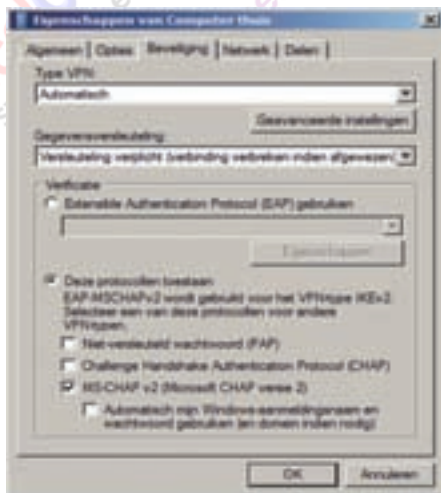 Eigenschappen van Computer thuis
Algemeen Opties Beveiliging Netwerk Delen
Type VPN:
Automatisch
Geavanceerde instellingen
Gegevensversleuteling:
Versleuteling verplicht (verbinding verbreken indien afgewezen)
Verificatie
Extensible Authentication Protocol (EAP) gebruiken
Eigenschappen
Deze protocollen toestaan
EAP-MSCHAPv2 wordt gebruikt voor het VPN-type IKEv2.
Selecteer een van deze protocollen voor andere
VPN-typen.
Niet-versleuteld wachtwoord (PAP)
Challenge Handshake Authentication Protocol (CHAP)
MS-CHAP v2 (Microsoft CHAP versie 2)
Automatisch mijn Windows-aanmeldingsnaam en
wachtwoord gebruiken (en domein indien nodig)
OK Annuleren